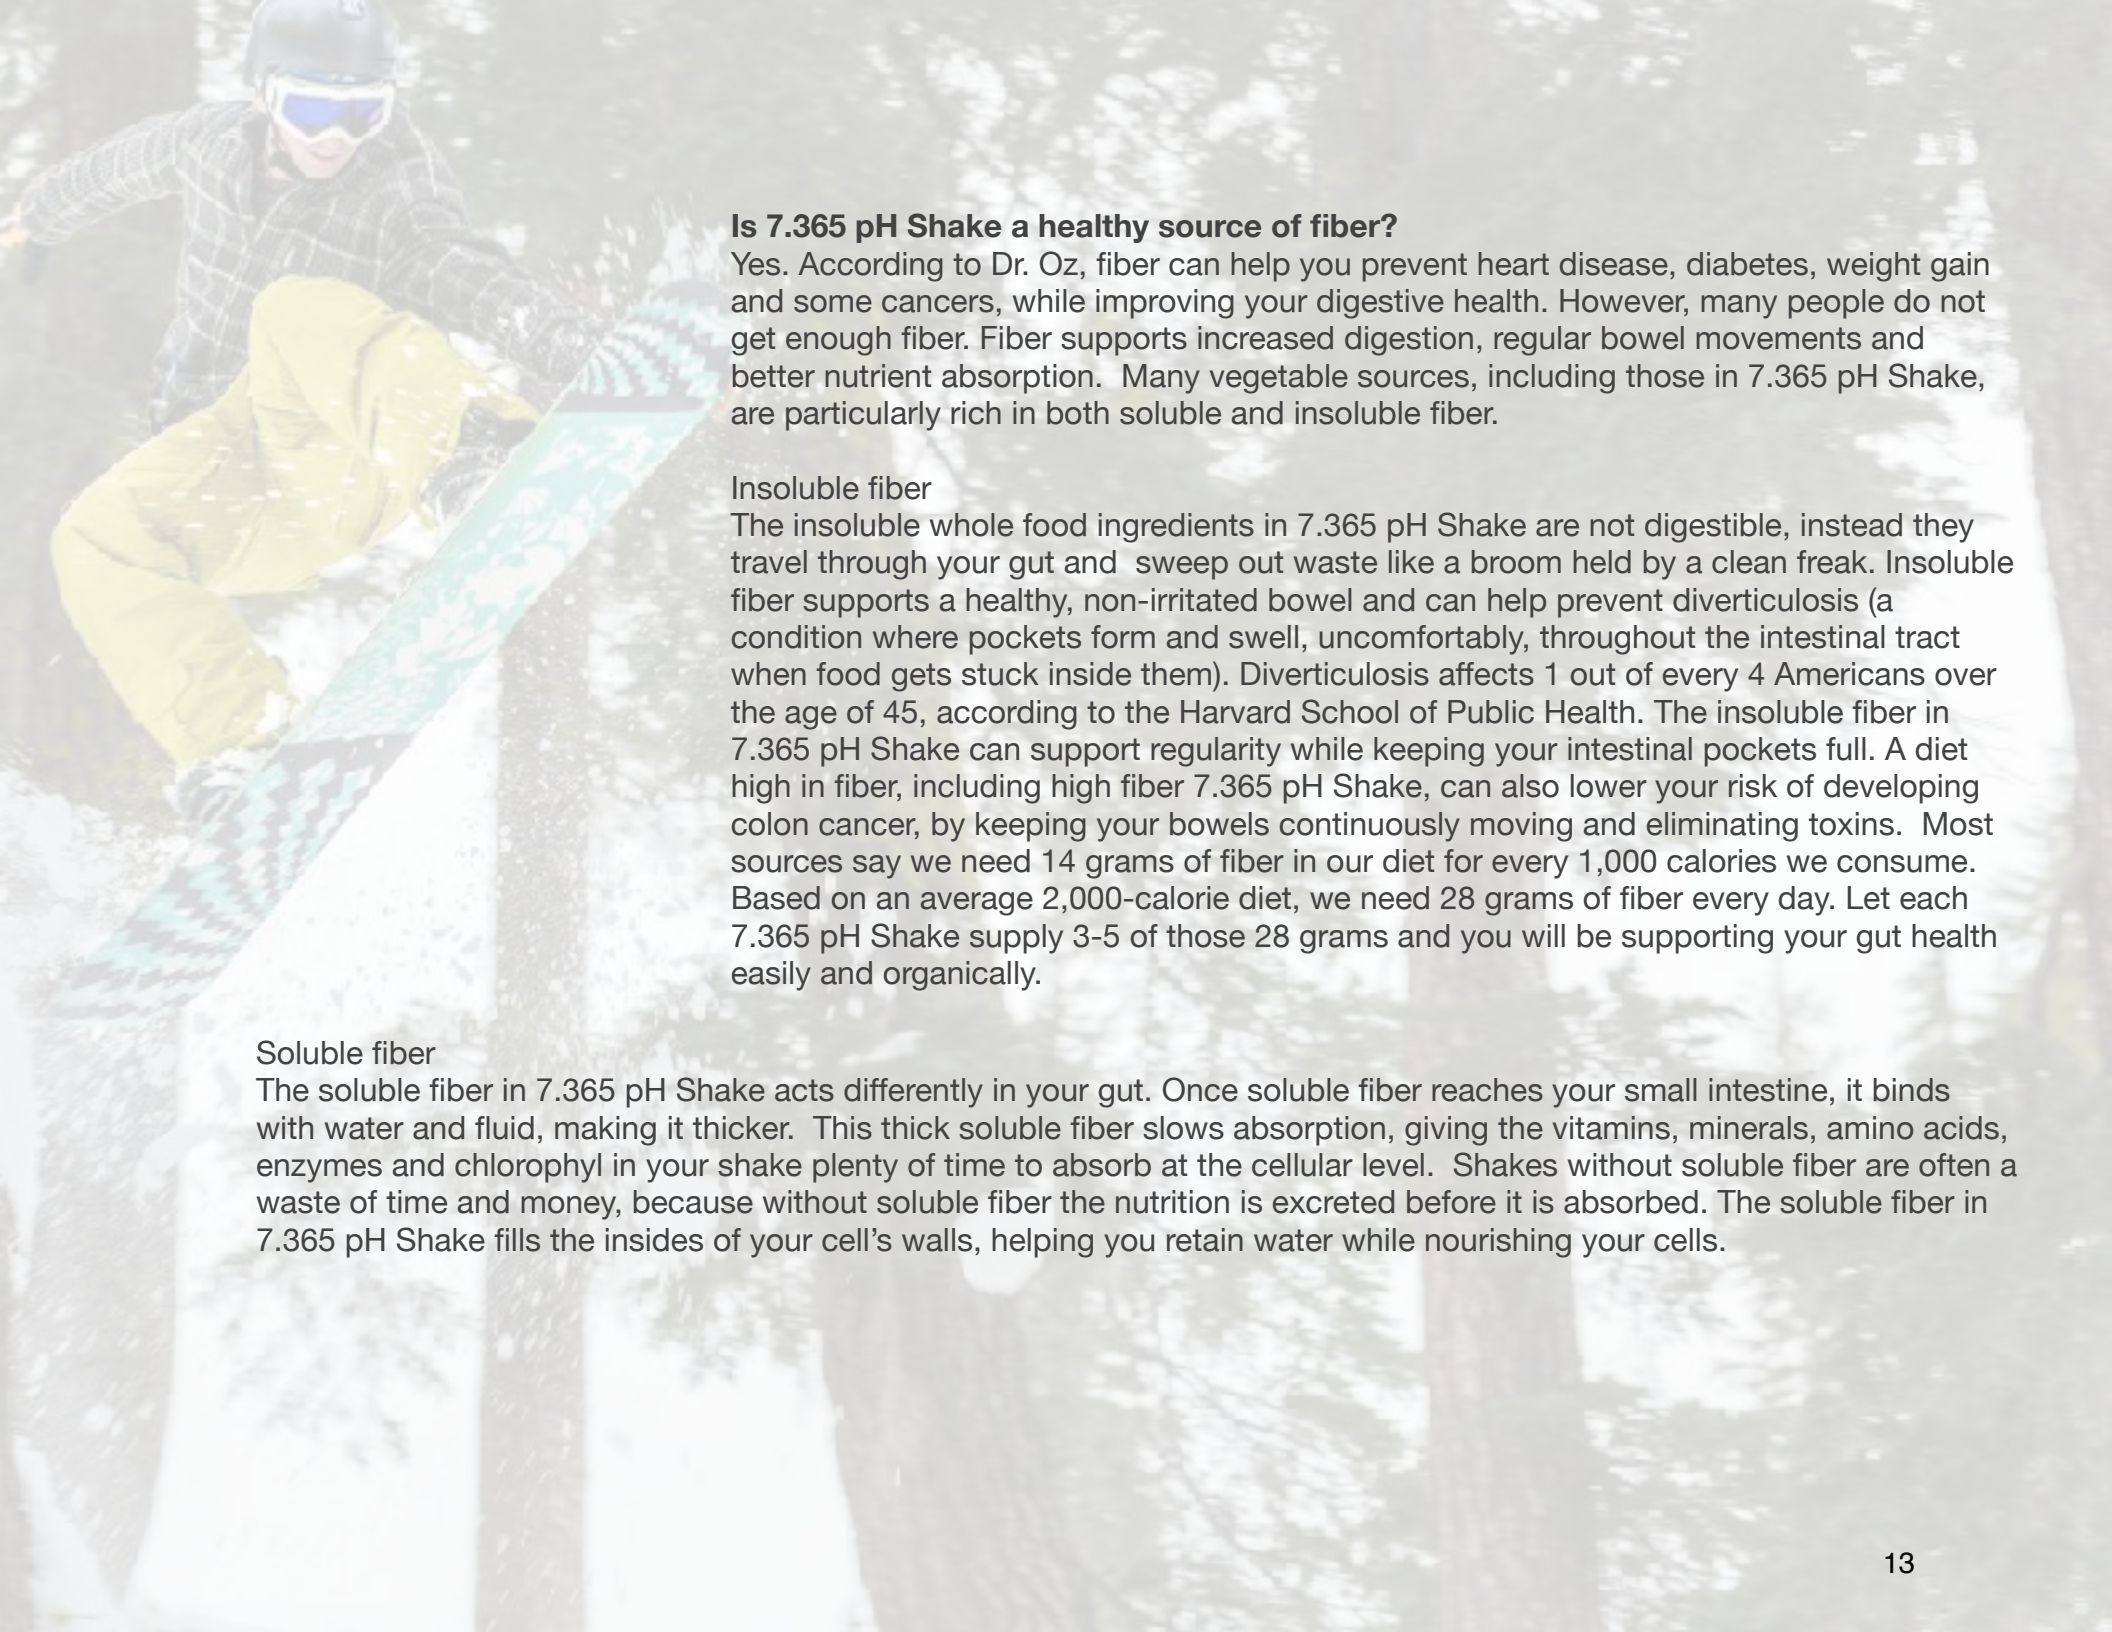 Is 7.365 pH Shake a healthy source of fiber?
Yes. According to Dr. Oz, fiber can help you prevent heart disease, diabetes, weight gain
and some cancers, while improving your digestive health. However, many people do not
get enough fiber. Fiber supports increased digestion, regular bowel movements and
better nutrient absorption.  Many vegetable sources, including those in 7.365 pH Shake,
are particularly rich in both soluble and insoluble fiber.
Insoluble fiber
The insoluble whole food ingredients in 7.365 pH Shake are not digestible, instead they
travel through your gut and  sweep out waste like a broom held by a clean freak. Insoluble
fiber supports a healthy, non-irritated bowel and can help prevent diverticulosis (a
condition where pockets form and swell, uncomfortably, throughout the intestinal tract
when food gets stuck inside them). Diverticulosis affects 1 out of every 4 Americans over
the age of 45, according to the Harvard School of Public Health. The insoluble fiber in
7.365 pH Shake can support regularity while keeping your intestinal pockets full. A diet
high in fiber, including high fiber 7.365 pH Shake, can also lower your risk of developing
colon cancer, by keeping your bowels continuously moving and eliminating toxins.  Most
sources say we need 14 grams of fiber in our diet for every 1,000 calories we consume.
Based on an average 2,000-calorie diet, we need 28 grams of fiber every day. Let each
7.365 pH Shake supply 3-5 of those 28 grams and you will be supporting your gut health
easily and organically.
Soluble fiber
The soluble fiber in 7.365 pH Shake acts differently in your gut. Once soluble fiber reaches your small intestine, it binds
with water and fluid, making it thicker.  This thick soluble fiber slows absorption, giving the vitamins, minerals, amino acids,
enzymes and chlorophyl in your shake plenty of time to absorb at the cellular level.  Shakes without soluble fiber are often a
waste of time and money, because without soluble fiber the nutrition is excreted before it is absorbed. The soluble fiber in
7.365 pH Shake fills the insides of your cell's walls, helping you retain water while nourishing your cells.
13